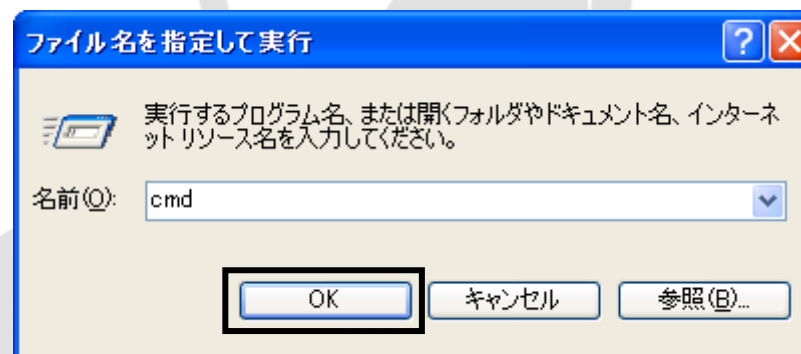 ファイル名を指定して実行
実行するプログラム名、または開くフォルダやドキュメント名、インターネ
ット リソース名を入力してください。
名前(O):
cmd
OK
キャンセル
参照(B)...